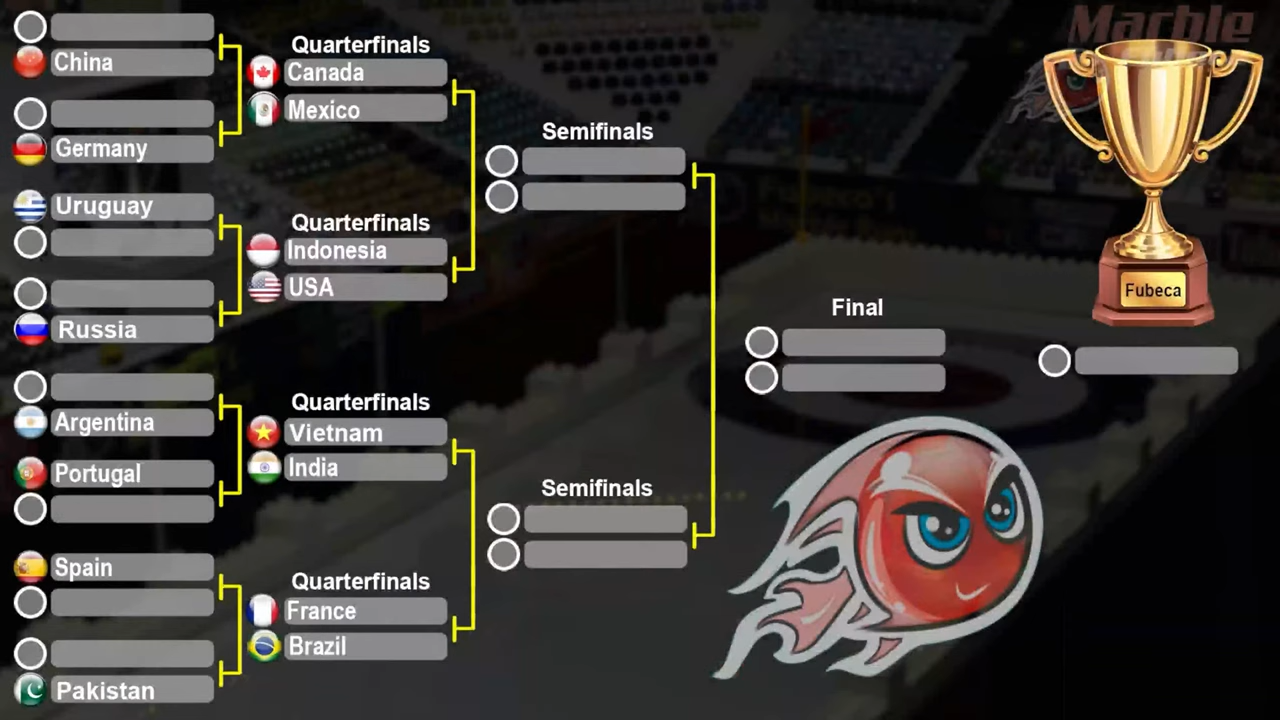 China
Germany
Uruguay
Russia
Argentina
Portugal
Spain
Pakistan
Quarterfinals
Canada
Mexico
Quarterfinals
Indonesia
USA
Quarterfinals
Vietnam
India
Quarterfinals
France
Brazil
Semifinals
Semifinals
Final
Marble
Fubeca